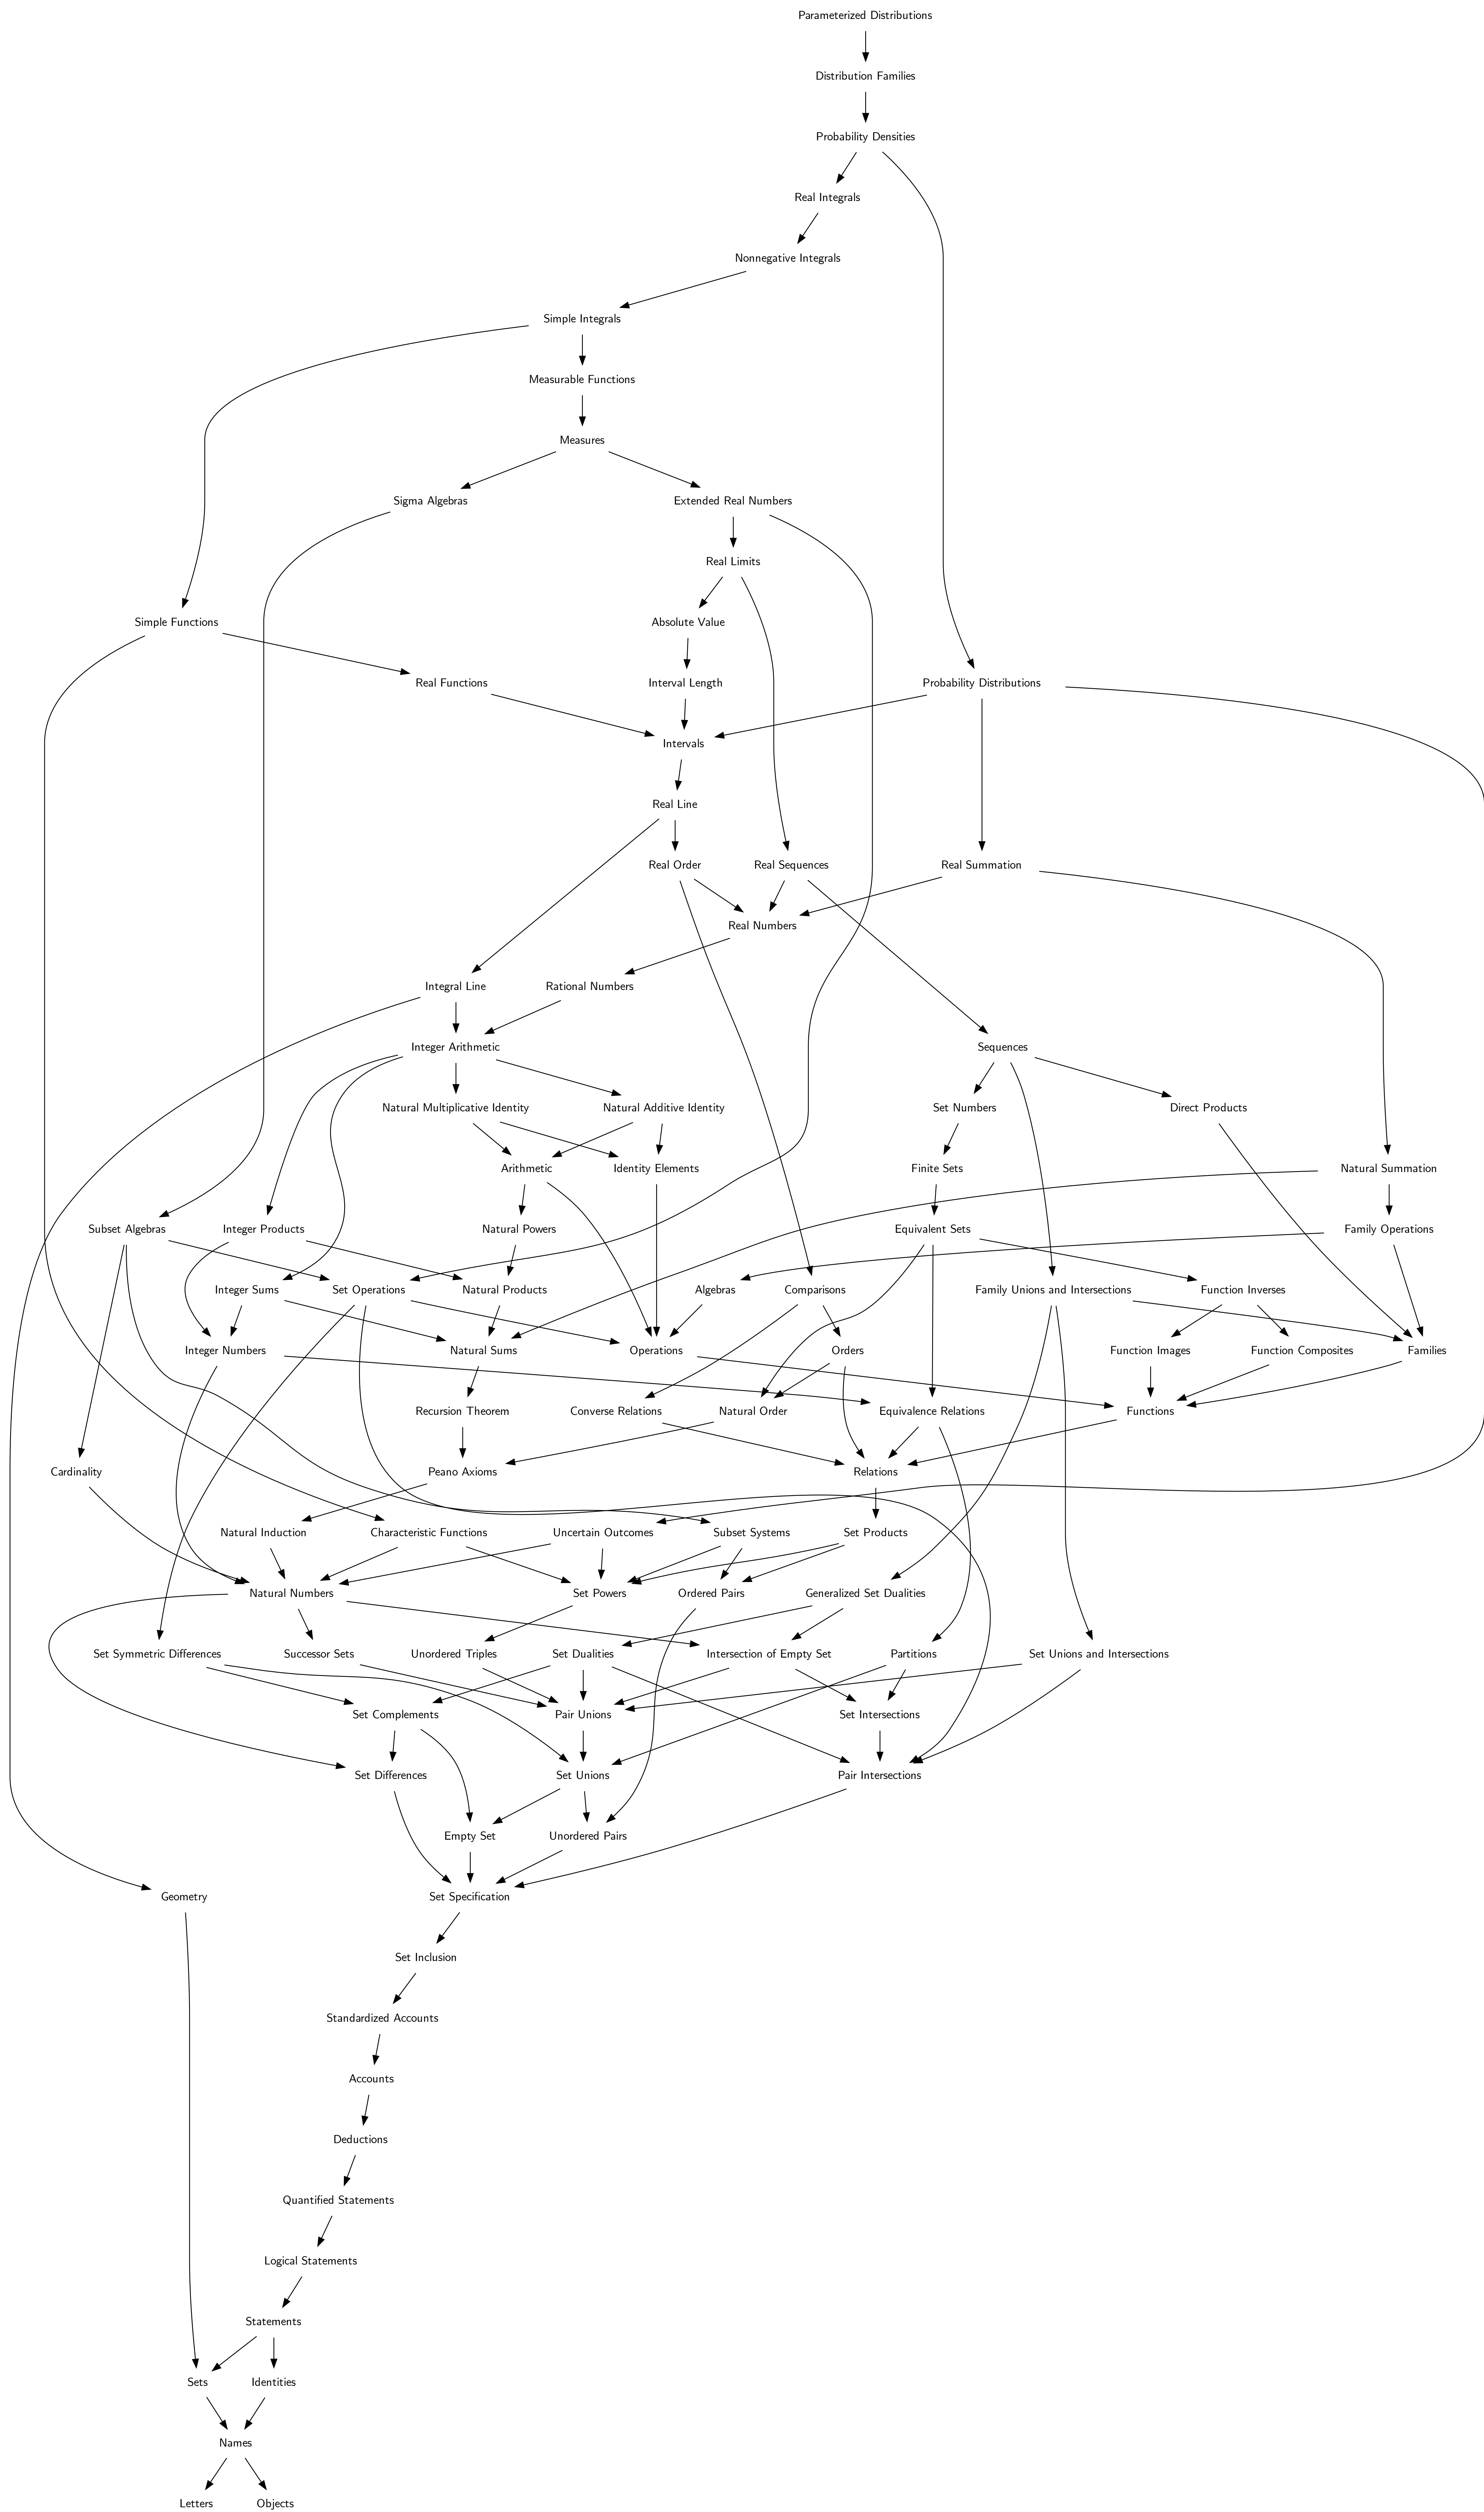 Parameterized Distributions
Distribution Families
Probability Densities
Real Integrals
Nonnegative Integrals
Simple Integrals
Measurable Functions
Measures
Sigma Algebras
Extended Real Numbers
Real Limits
Simple Functions
Absolute Value
Real Functions
Interval Length
Probability Distributions
Intervals
Real Line
Real Order
Real Sequences
Real Summation
Real Numbers
Integral Line
Rational Numbers
Integer Arithmetic
Sequences
Natural Multiplicative Identity
Natural Additive Identity
Set Numbers
Direct Products
Arithmetic
Identity Elements
Finite Sets
Natural Summation
Subset Algebras
Integer Products
Natural Powers
Equivalent Sets
Family Operations
Integer Sums
Set Operations
Natural Products
Algebras
Comparisons
Family Unions and Intersections
Function Inverses
Integer Numbers
Natural Sums
Operations
Orders
Function Images
Function Composites
Families
Recursion Theorem
Converse Relations
Natural Order
Equivalence Relations
Functions
Cardinality
Peano Axioms
Relations
Natural Induction
Characteristic Functions
Uncertain Outcomes
Subset Systems
Set Products
Natural Numbers
Set Powers
Ordered Pairs
Generalized Set Dualities
Set Symmetric Differences
Successor Sets
Unordered Triples
Set Dualities
Intersection of Empty Set
Partitions
Set Unions and Intersections
Set Complements
Pair Unions
Set Intersections
Set Differences
Set Unions
Pair Intersections
Empty Set
Unordered Pairs
Geometry
Set Specification
Set Inclusion
Standardized Accounts
Accounts
Deductions
Quantified Statements
Logical Statements
Statements
Sets
Identities
Names
Letters
Objects